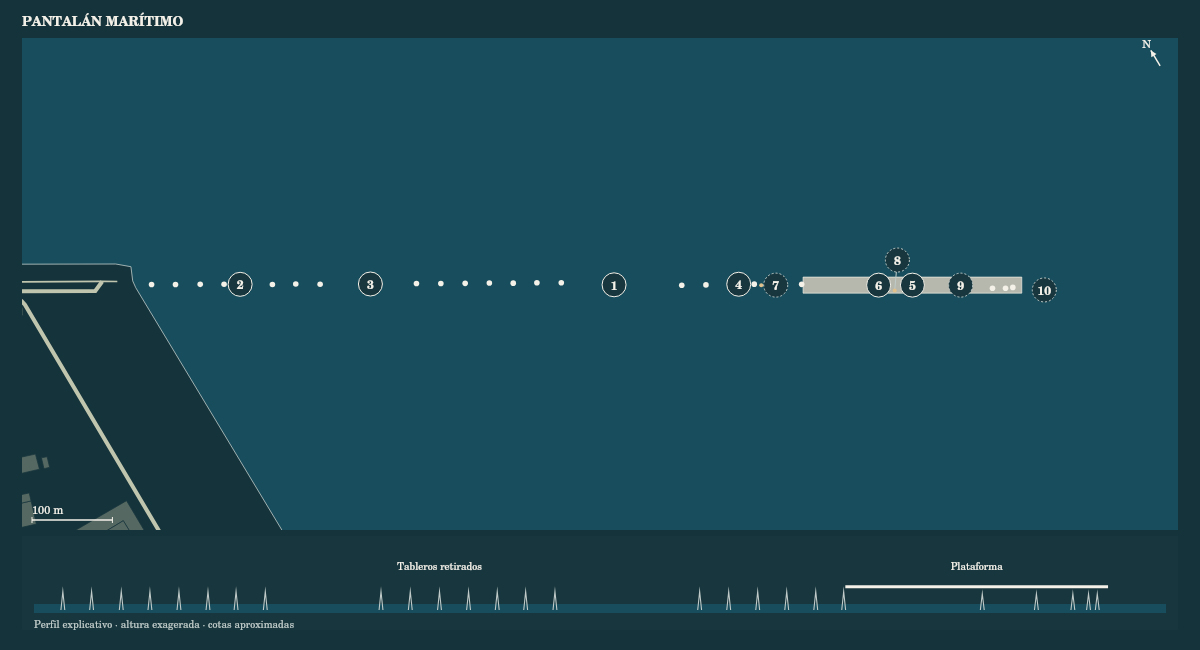 PANTALÁN MARÍTIMO
N
8
2
3
1
4
7
6
5
9
10
100 m
Tableros retirados
Plataforma
Perfil explicativo · altura exagerada · cotas aproximadas